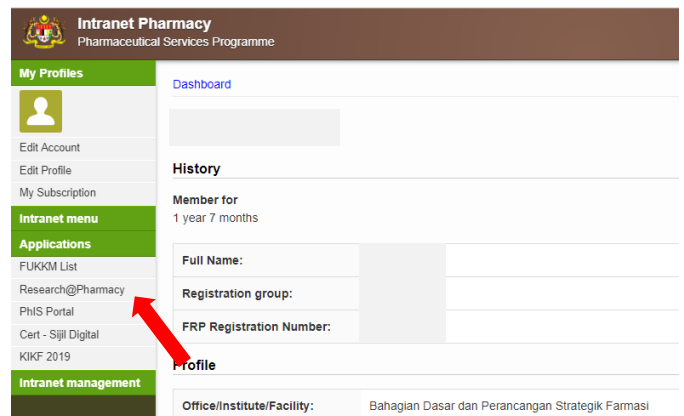 Intranet Pharmacy
Pharmaceutical Services Programme
My Profiles
Edit Account
Edit Profile
My Subscription
Intranet menu
Applications
FUKKM List
Research@Pharmacy
PhIS Portal
Cert - Sijil Digital
KIKF 2019
Intranet management
Dashboard
History
Member for
1 year 7 months
Full Name:
Registration group:
FRP Registration Number:
Profile
Office/Institute/Facility: Bahagian Dasar dan Perancangan Strategik Farmasi